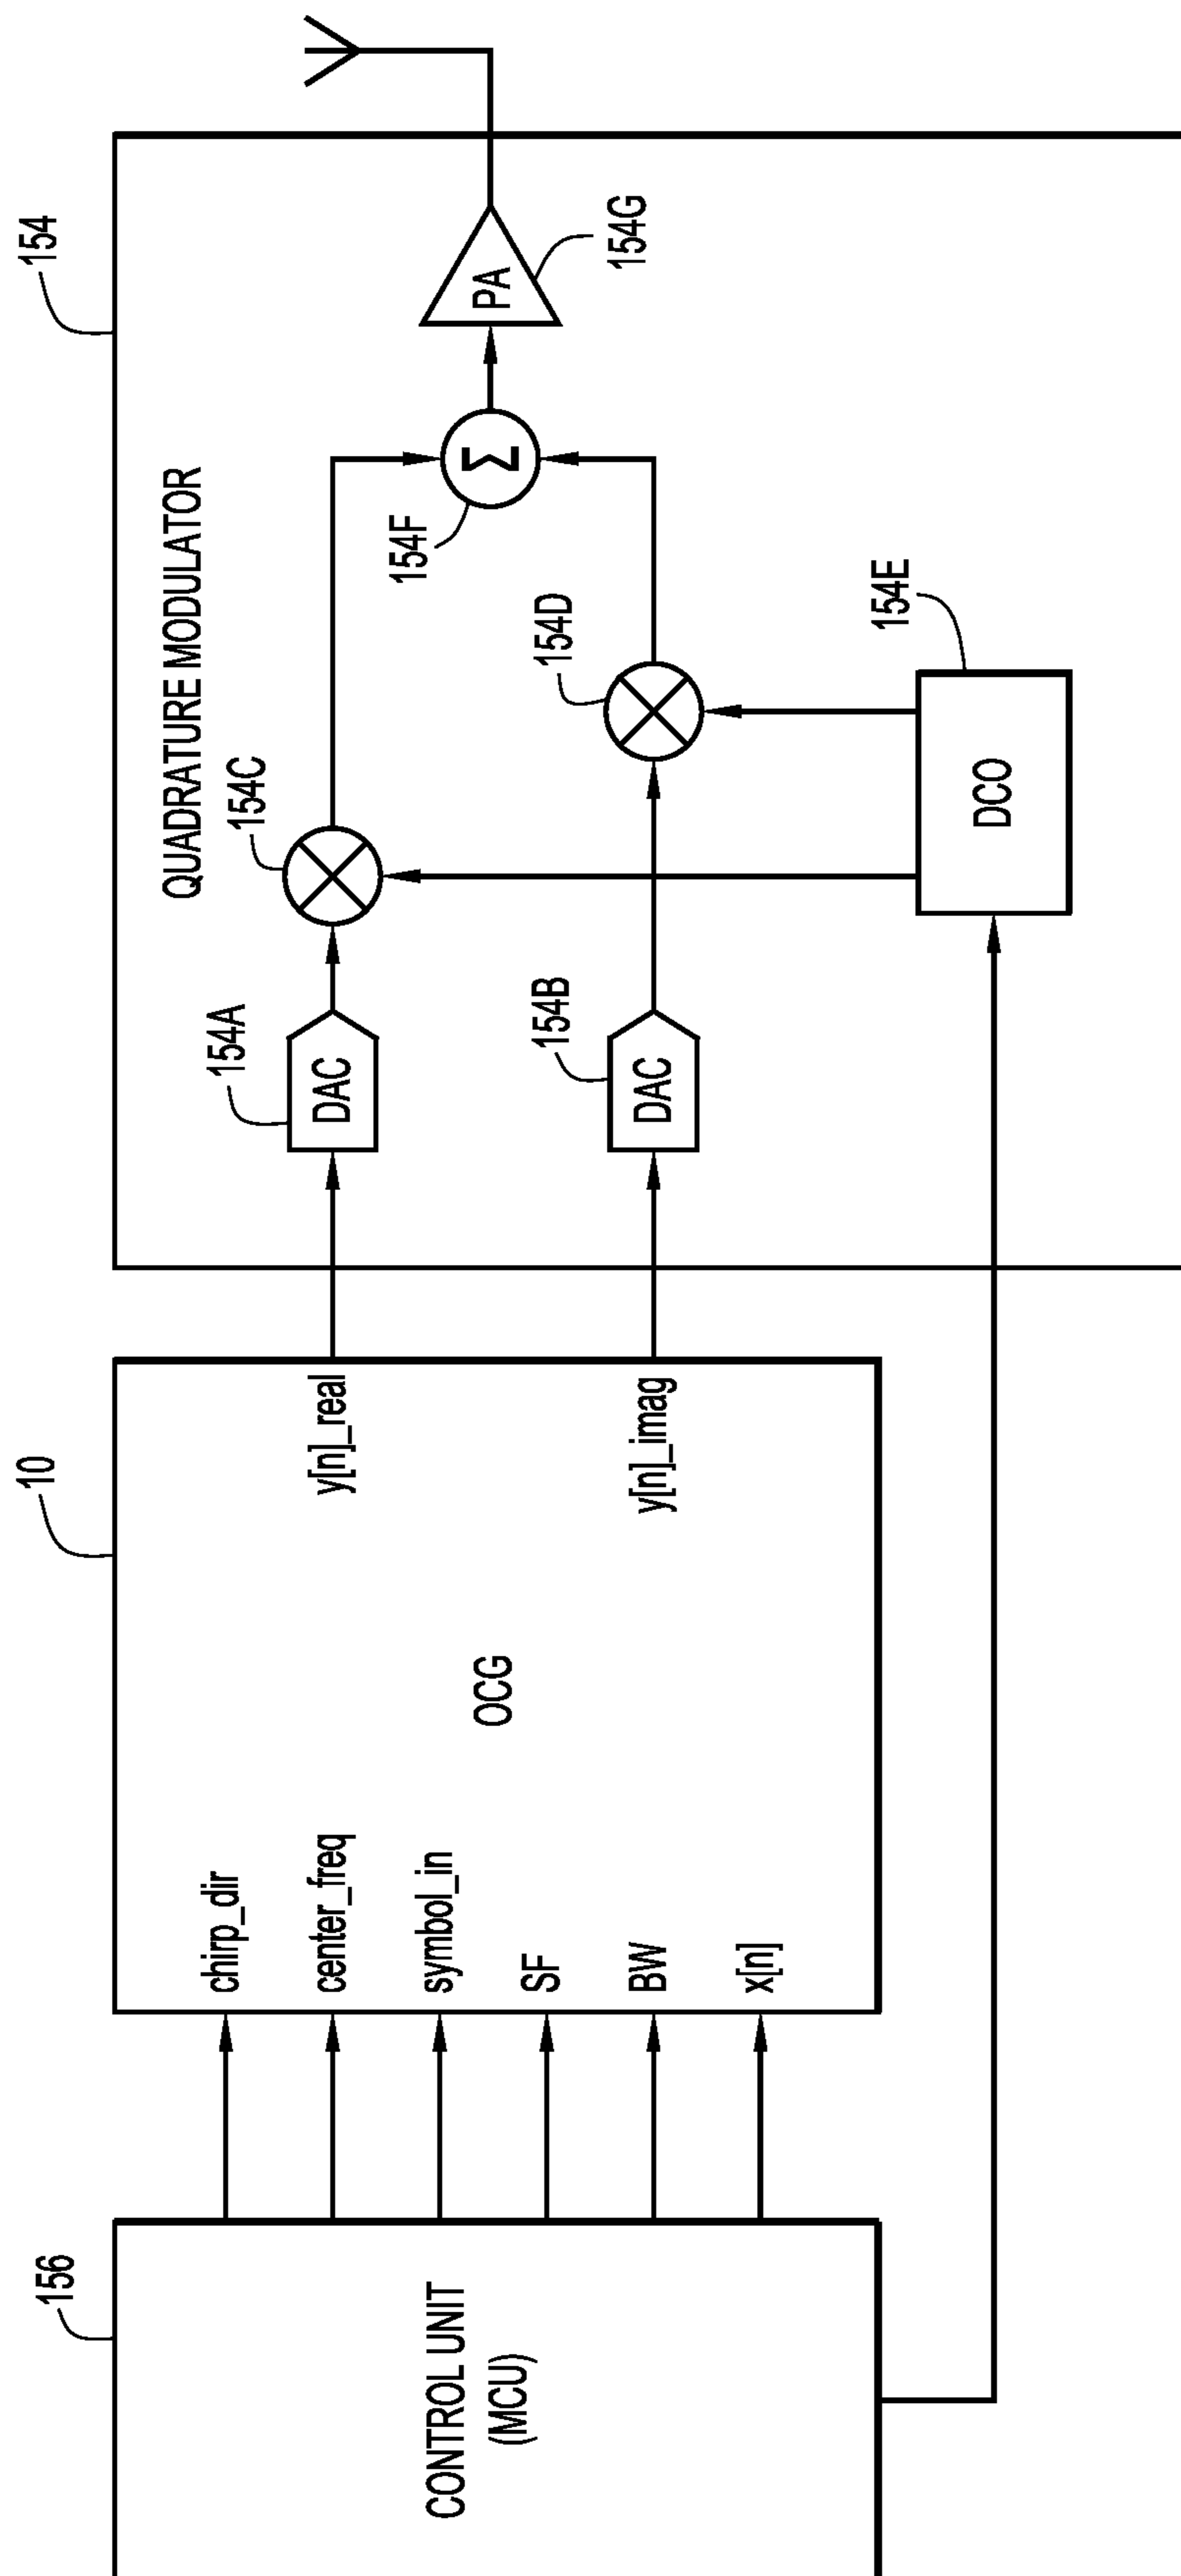 156
CONTROL UNIT
(MCU)
10
chirp_dir
center_freq
symbol_in
SF
BW
x[n]
OCG
y[n]_real
y[n]_imag
154
QUADRATURE MODULATOR
154A
DAC
154B
DAC
154C
154D
154E
DCO
154F
Σ
PA
154G